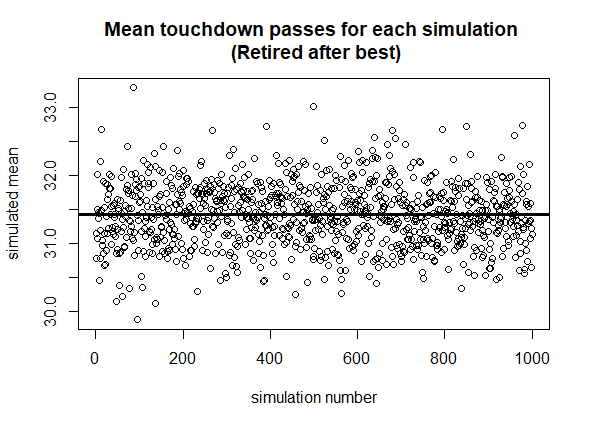 Mean touchdown passes for each simulation
(Retired after best)
33.0
32.0
31.0
30.0
simulated mean
0 200 400 600 800 1000
simulation number